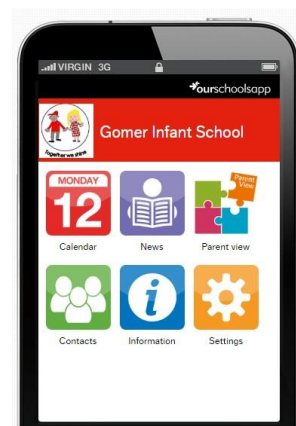 VIRGIN 3G
ourschoolsapp
Gomer Infant School
Together we shine
MONDAY
12
Parent
View
Calendar
News
Parent view
i
Contacts
Information
Settings